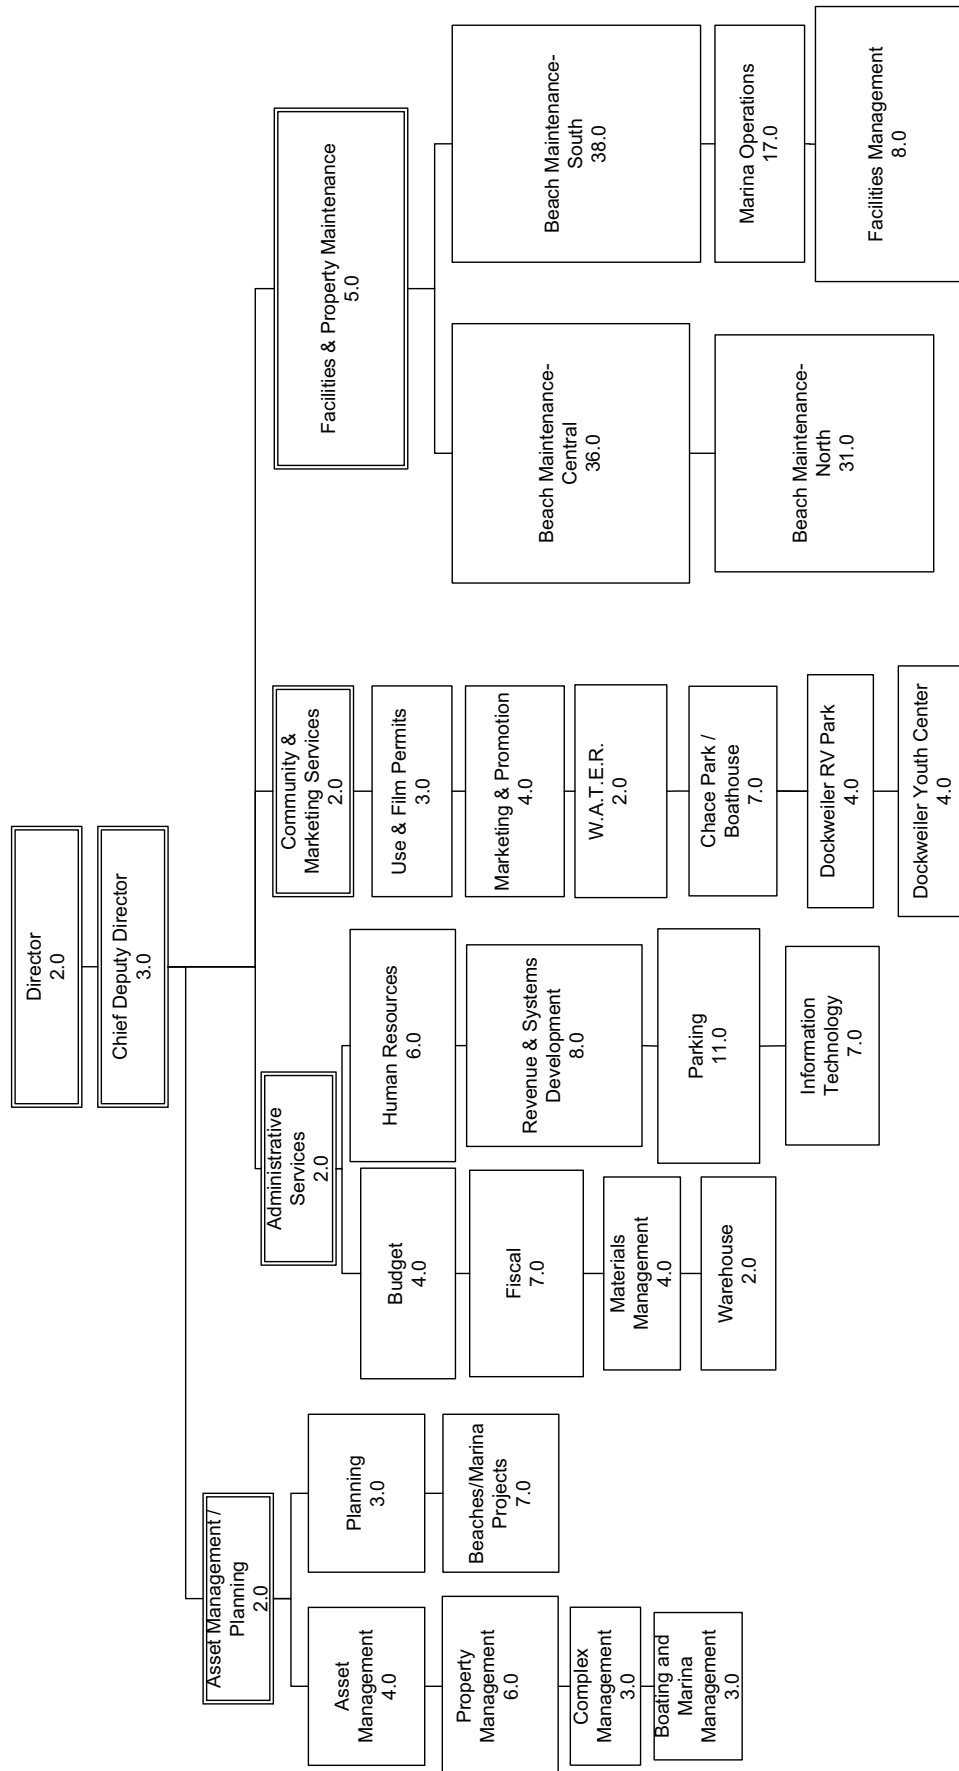 Director
2.0
Chief Deputy Director
3.0
Asset Management /
Planning
2.0
Asset
Management
4.0
Property
Management
6.0
Complex
Management
3.0
Boating and
Marina
Management
3.0
Planning
3.0
Beaches/Marina
Projects
7.0
Administrative
Services
2.0
Budget
4.0
Fiscal
7.0
Materials
Management
4.0
Warehouse
2.0
Human Resources
6.0
Revenue & Systems
Development
8.0
Parking
11.0
Information
Technology
7.0
Community &
Marketing Services
2.0
Use & Film Permits
3.0
Marketing & Promotion
4.0
W.A.T.E.R.
2.0
Chace Park /
Boathouse
7.0
Dockweiler RV Park
4.0
Dockweiler Youth Center
4.0
Facilities & Property Maintenance
5.0
Beach Maintenance-
Central
36.0
Beach Maintenance-
North
31.0
Beach Maintenance-
South
38.0
Marina Operations
17.0
Facilities Management
8.0